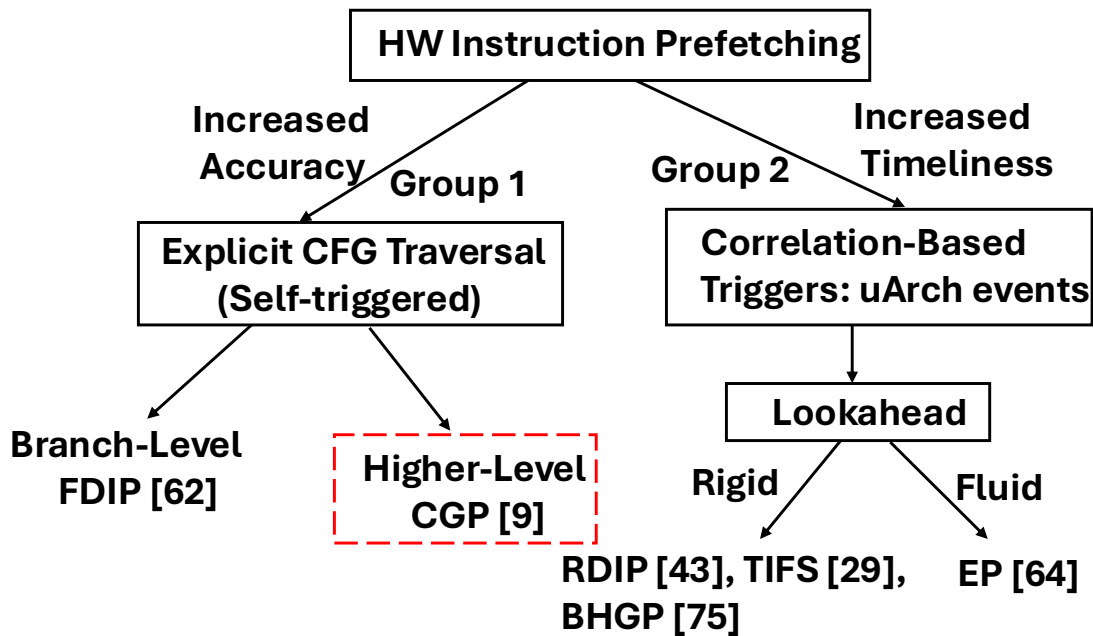 HW Instruction Prefetching
Increased
Accuracy
Group 1
Group 2
Increased
Timeliness
Explicit CFG Traversal
(Self-triggered)
Correlation-Based
Triggers: uArch events
Branch-Level
FDIP [62]
Higher-Level
CGP [9]
Lookahead
Rigid
Fluid
RDIP [43], TIFS [29],
BHGP [75]
EP [64]